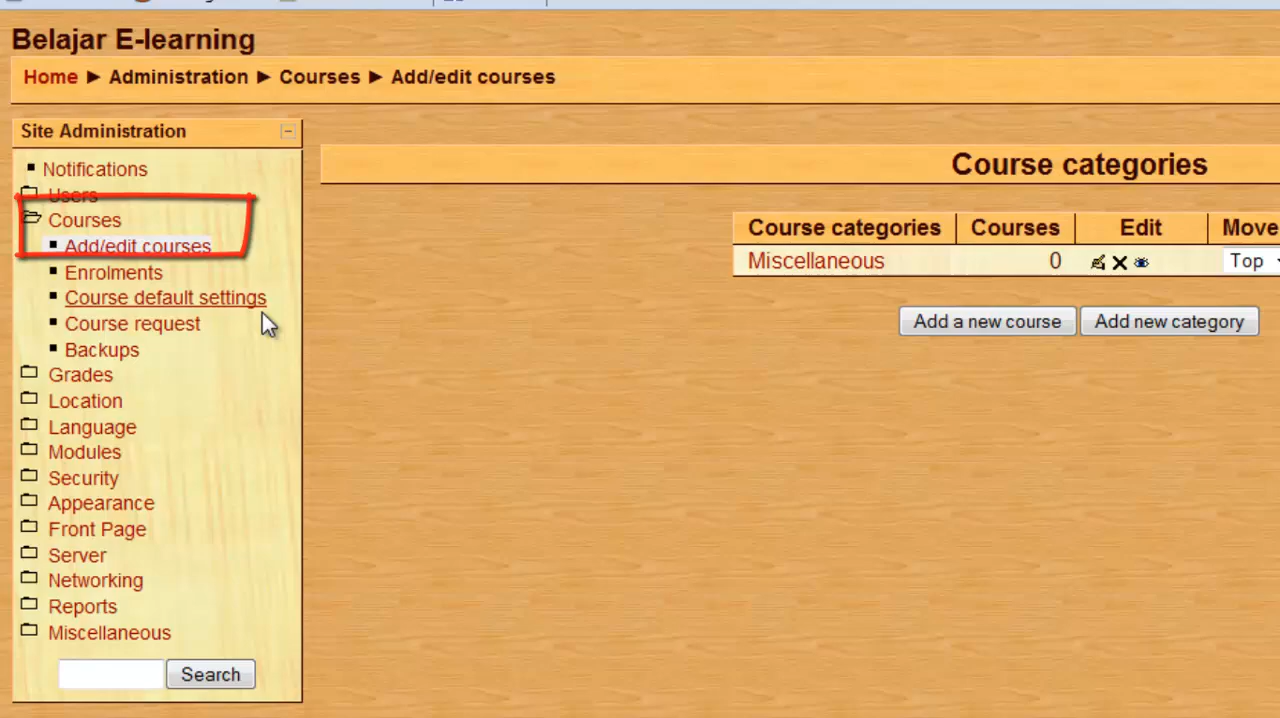 Belajar E-learning
Home ► Administration ► Courses ► Add/edit courses
Site Administration
Notifications
Users
Courses
Add/edit courses
Enrolments
Course default settings
Course request
Backups
Grades
Location
Language
Modules
Security
Appearance
Front Page
Server
Networking
Reports
Miscellaneous
Search
Course categories
Course categories Courses Edit Move
Miscellaneous 0 Top
Add a new course Add new category